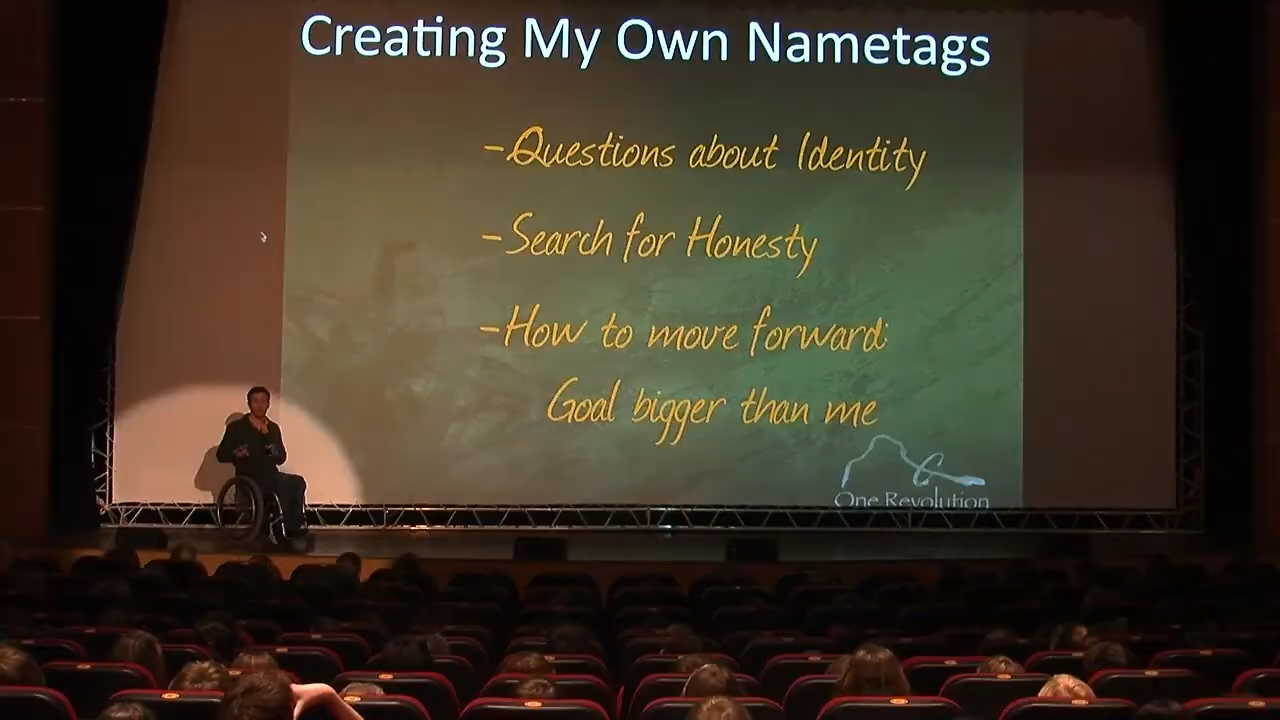 Creating My Own Nametags
-Questions about Identity
-Search for Honesty
-How to move forward:
Goal bigger than me
One Revolution